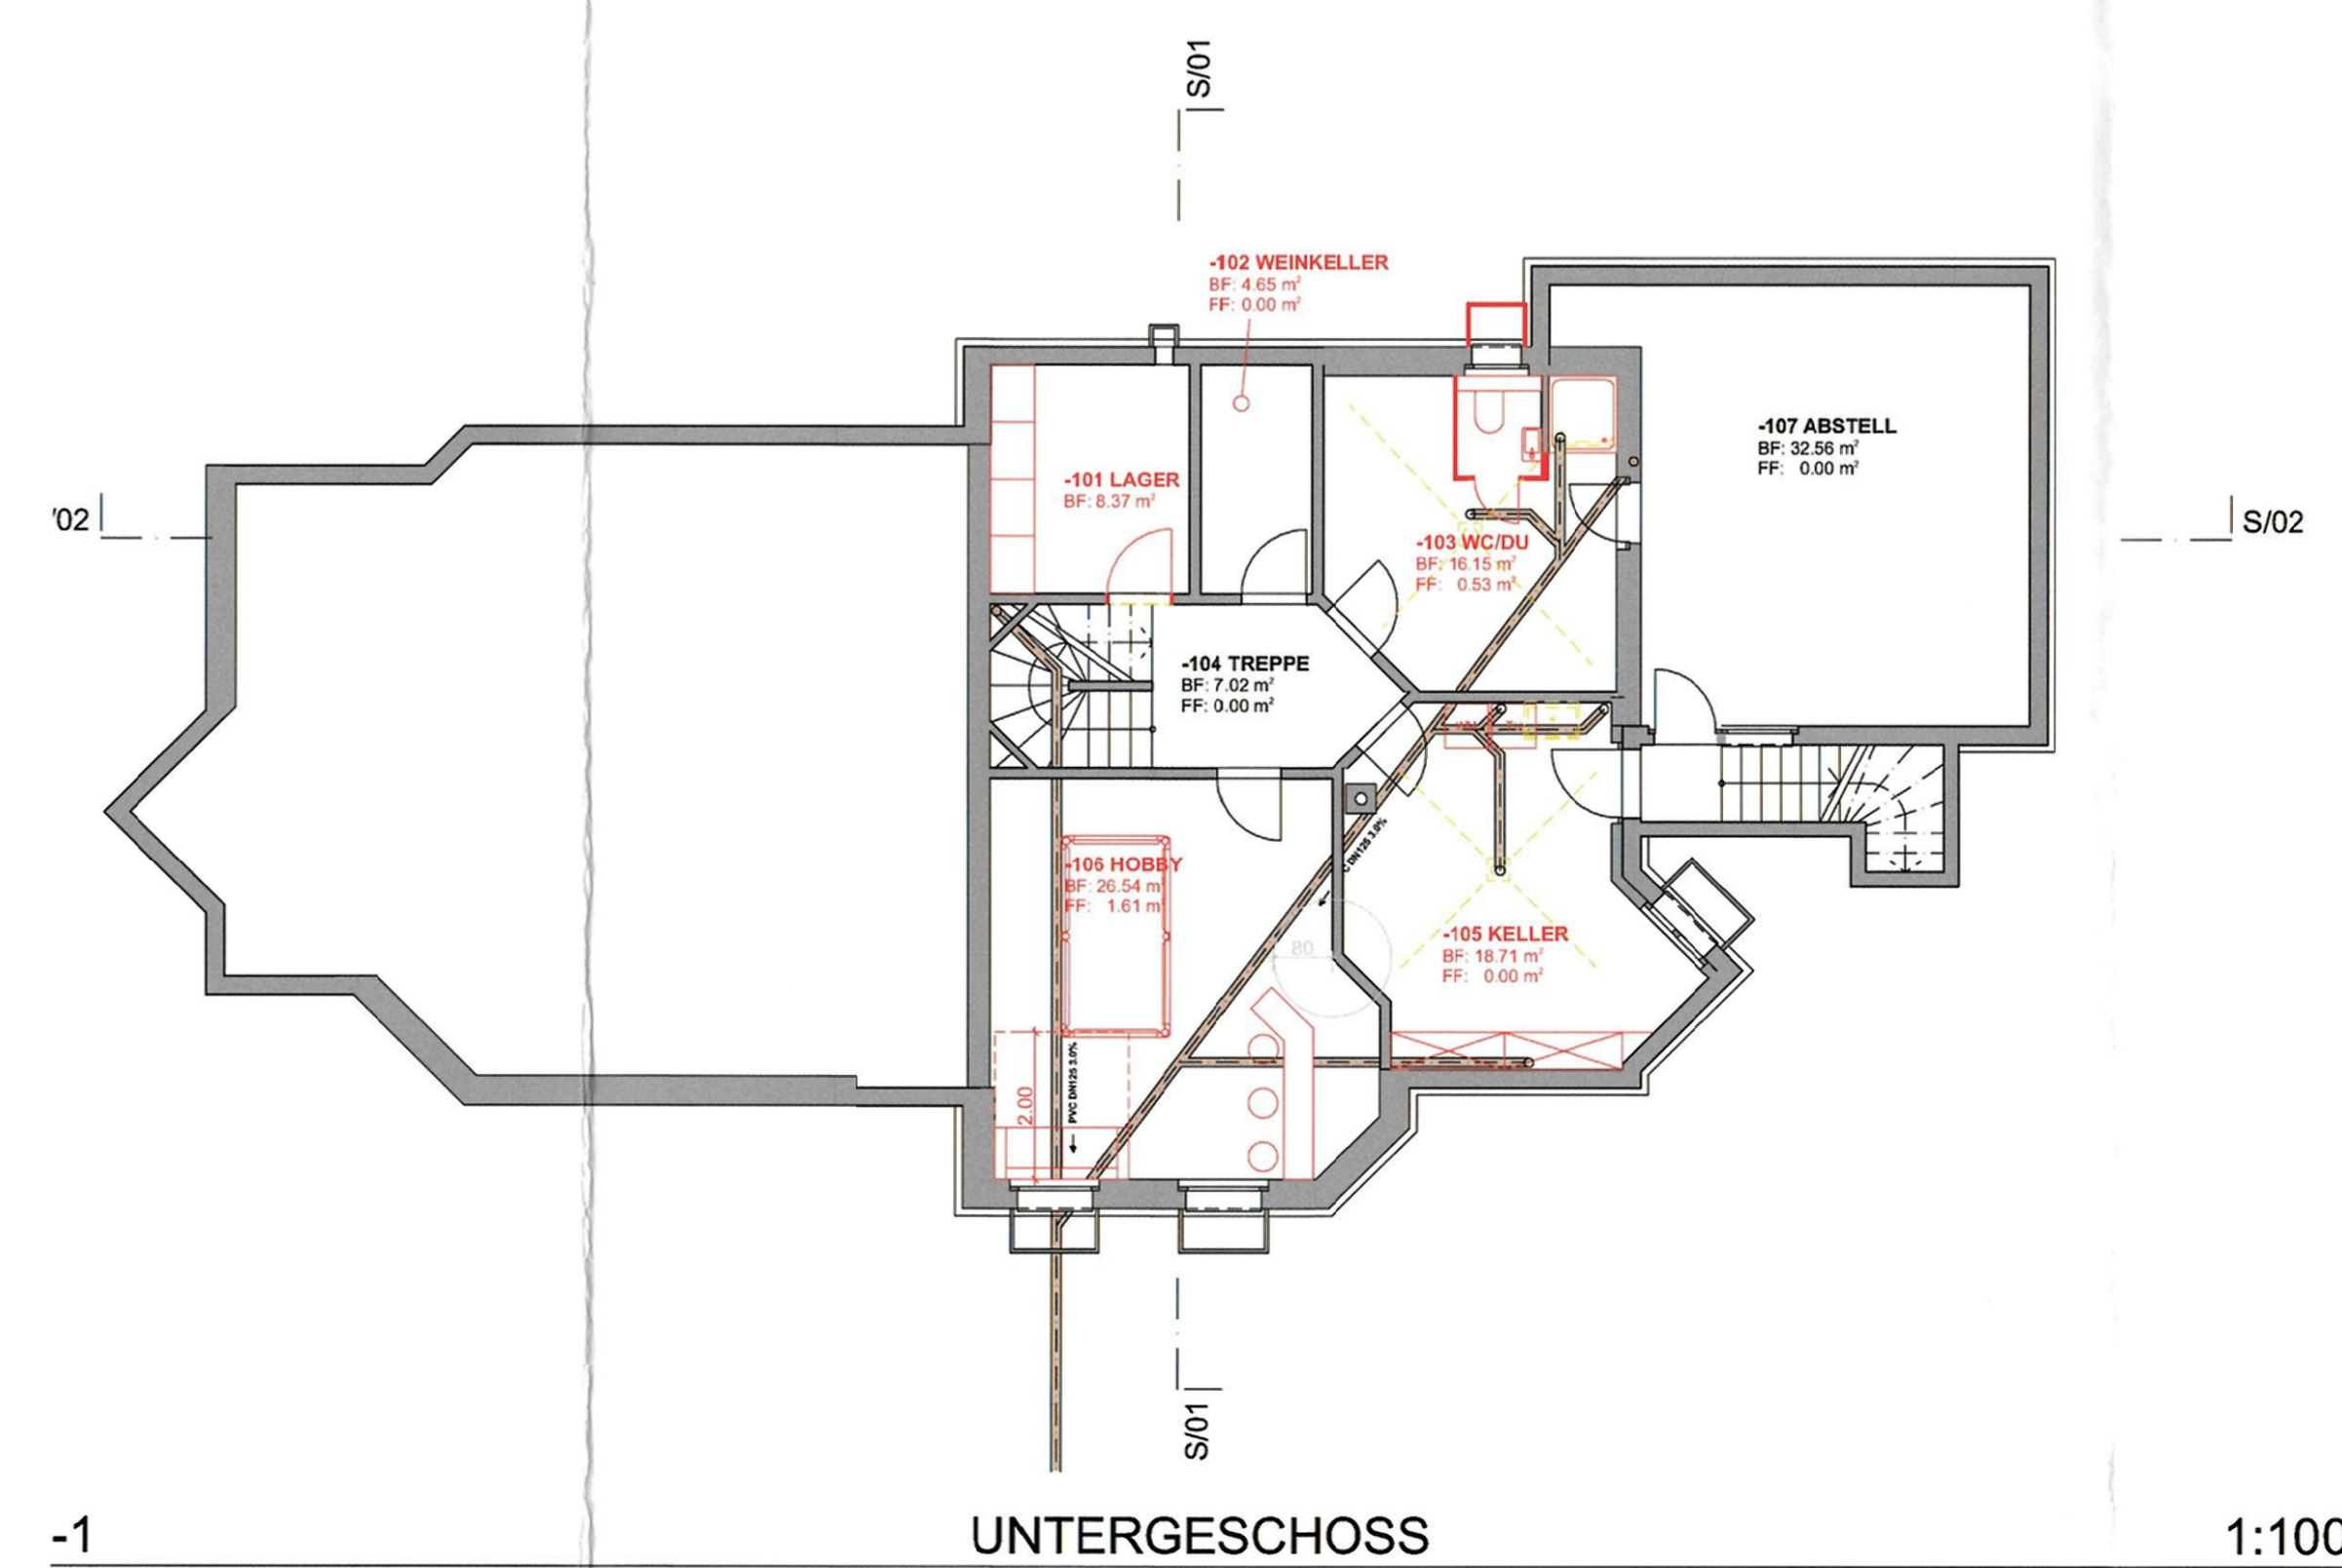 S/01
-102 WEINKELLER
BF: 4.65 m²
FF: 0.00 m²
-107 ABSTELL
BF: 32.56 m²
FF: 0.00 m²
-101 LAGER
BF: 8.37 m²
'02
S/02
-103 WC/DU
BF: 16.15 m²
FF: 0.53 m²
-104 TREPPE
BF: 7.02 m²
FF: 0.00 m²
C DN125 3.0%
-106 HOBBY
BF: 26.54 m²
FF: 1.61 m²
80
-105 KELLER
BF: 18.71 m²
FF: 0.00 m²
2.00
PVC DN125 3.0%
S/01
-1
UNTERGESCHOSS
1:100